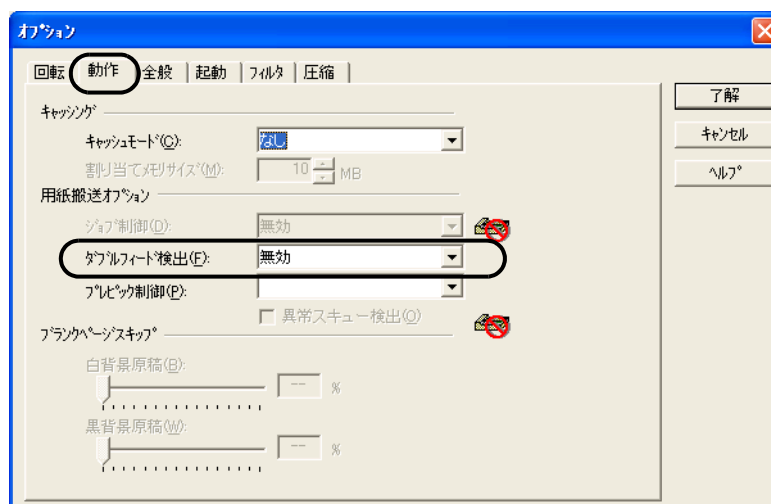 オプション
回転 動作 全般 起動 フィルタ 圧縮
了解
キャンセル
ヘルプ
キャッシング
キャッシュモード(C): なし
割り当てメモリサイズ(M): 10 MB
用紙搬送オプション
ジョブ制御(D): 無効
ダブルフィード検出(F): 無効
プレピック制御(P):
異常スキュー検出(O)
ブランクページスキップ
白背景原稿(B):
-- %
黒背景原稿(W):
-- %